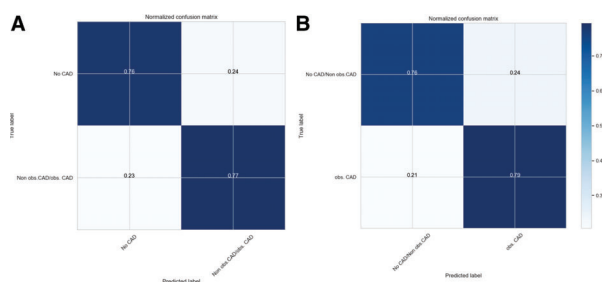 A
Normalized confusion matrix
No CAD
0.76
0.24
True label
Non obs.CAD/obs. CAD
0.23
0.77
No CAD
Non obs.CAD/obs. CAD
Predicted label
B
Normalized confusion matrix
No CAD/Non obs.CAD
0.76
0.24
True label
obs. CAD
0.21
0.79
No CAD/Non obs.CAD
obs. CAD
Predicted label
0.7
0.6
0.5
0.4
0.3